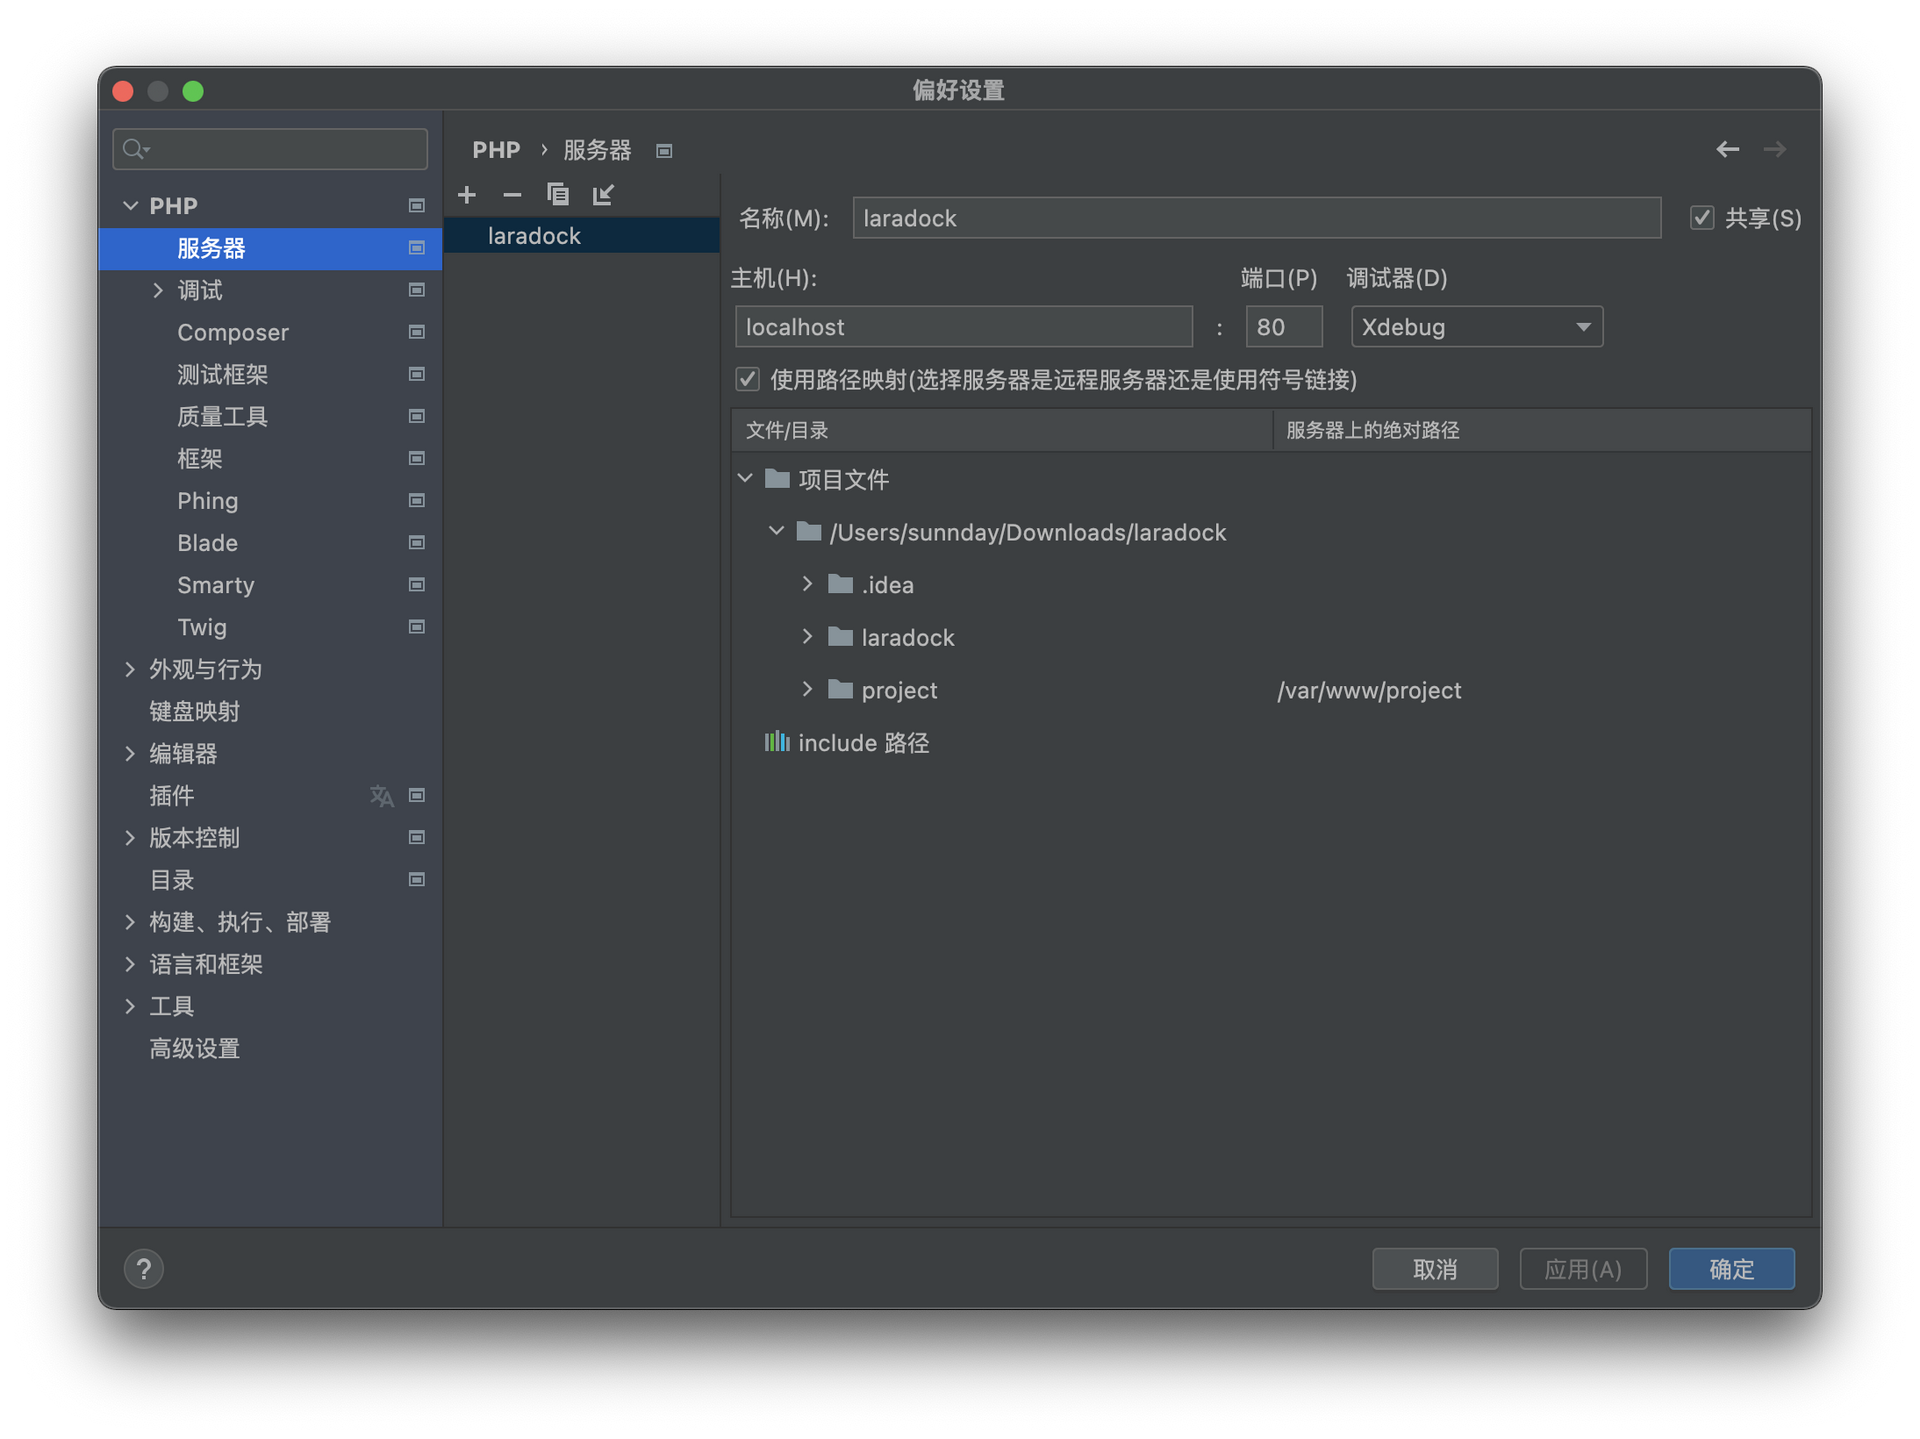 偏好设置
PHP
服务器
调试
Composer
测试框架
质量工具
框架
Phing
Blade
Smarty
Twig
外观与行为
键盘映射
编辑器
插件
版本控制
目录
构建、执行、部署
语言和框架
工具
高级设置
PHP › 服务器
laradock
名称(M): laradock 共享(S)
主机(H): 端口(P) 调试器(D)
localhost : 80 Xdebug
使用路径映射(选择服务器是远程服务器还是使用符号链接)
文件/目录 服务器上的绝对路径
项目文件
/Users/sunnday/Downloads/laradock
.idea
laradock
project /var/www/project
include 路径
? 取消 应用(A) 确定